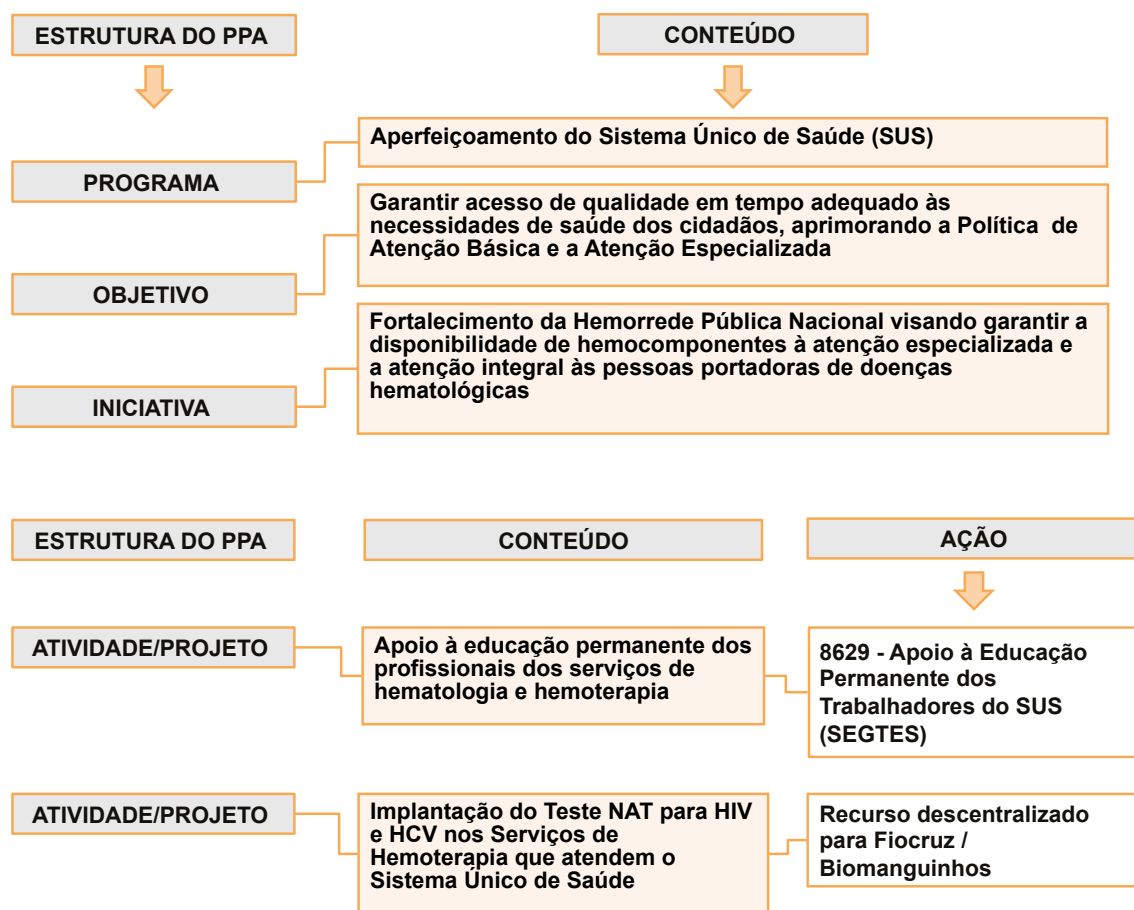 ESTRUTURA DO PPA
CONTEÚDO
PROGRAMA
Aperfeiçoamento do Sistema Único de Saúde (SUS)
OBJETIVO
Garantir acesso de qualidade em tempo adequado às
necessidades de saúde dos cidadãos, aprimorando a Política de
Atenção Básica e a Atenção Especializada
INICIATIVA
Fortalecimento da Hemorrede Pública Nacional visando garantir a
disponibilidade de hemocomponentes à atenção especializada e
a atenção integral às pessoas portadoras de doenças
hematológicas
ESTRUTURA DO PPA
CONTEÚDO
AÇÃO
ATIVIDADE/PROJETO
Apoio à educação permanente dos
profissionais dos serviços de
hematologia e hemoterapia
8629 - Apoio à Educação
Permanente dos
Trabalhadores do SUS
(SEGTES)
ATIVIDADE/PROJETO
Implantação do Teste NAT para HIV
e HCV nos Serviços de
Hemoterapia que atendem o
Sistema Único de Saúde
Recurso descentralizado
para Fiocruz /
Biomanguinhos